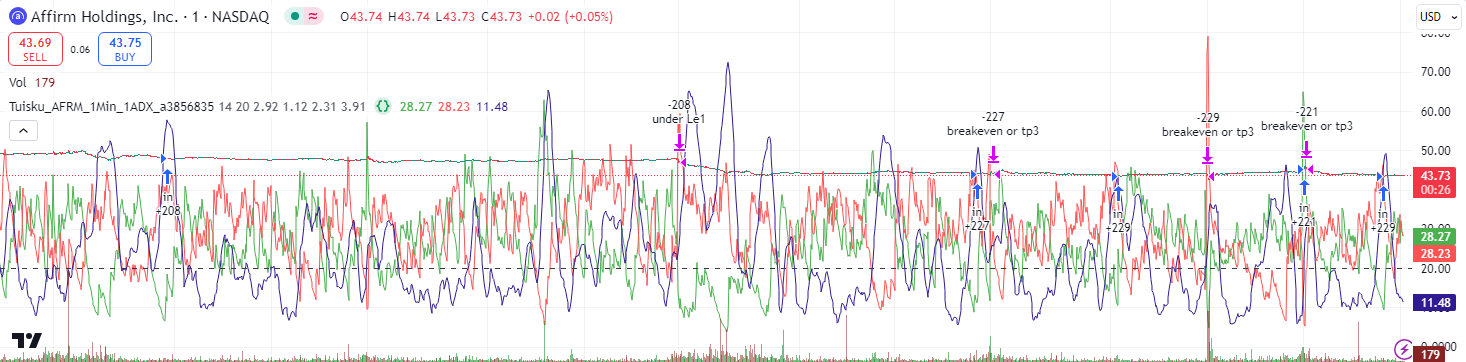 Affirm Holdings, Inc. · 1 · NASDAQ O43.74 H43.74 L43.73 C43.73 +0.02 (+0.05%) USD
43.69 SELL 0.06 43.75 BUY
Vol 179
Tuisku_AFRM_1Min_1ADX_a3856835 14 20 2.92 1.12 2.31 3.91 {} 28.27 28.23 11.48
70.00
60.00
50.00
43.73
00:26
28.27
28.23
20.00
11.48
179
in
+208
-208
under Le1
in
+227
-227
breakeven or tp3
in
+229
-229
breakeven or tp3
in
+221
-221
breakeven or tp3
in
+229